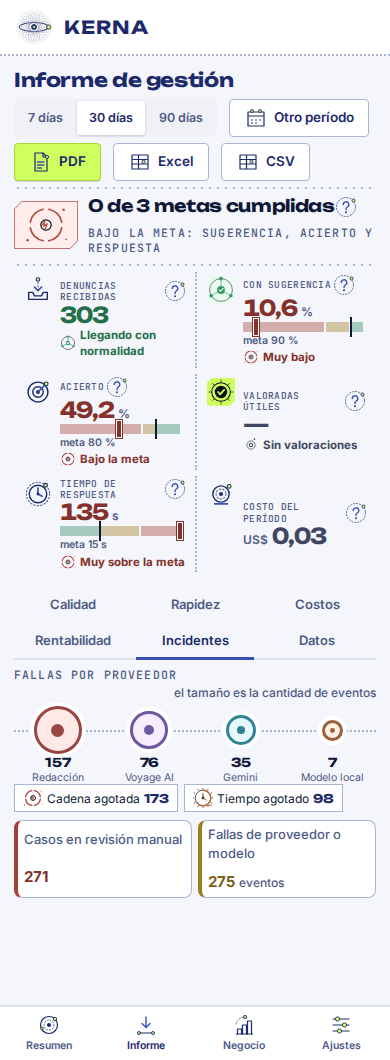 KERNA
Informe de gestión
7 días
30 días
90 días
Otro período
PDF
Excel
CSV
0 de 3 metas cumplidas ?
BAJO LA META: SUGERENCIA, ACIERTO Y
RESPUESTA
DENUNCIAS
RECIBIDAS
?
303
Llegando con
normalidad
CON SUGERENCIA ?
10,6 %
meta 90 %
Muy bajo
ACIERTO ?
49,2 %
meta 80 %
Bajo la meta
VALORADAS
ÚTILES
?
—
Sin valoraciones
TIEMPO DE
RESPUESTA
?
135 s
meta 15 s
Muy sobre la meta
COSTO DEL
PERÍODO
?
US$ 0,03
Calidad
Rapidez
Costos
Rentabilidad
Incidentes
Datos
FALLAS POR PROVEEDOR
el tamaño es la cantidad de eventos
157
Redacción
76
Voyage AI
35
Gemini
7
Modelo local
Cadena agotada 173
Tiempo agotado 98
Casos en revisión manual
271
Fallas de proveedor o
modelo
275 eventos
Resumen
Informe
Negocio
Ajustes